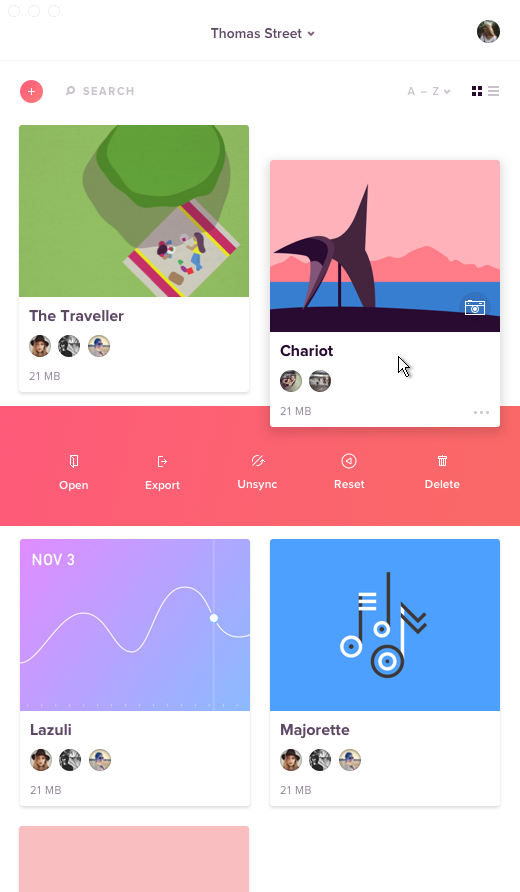 Thomas Street
SEARCH
A – Z
The Traveller
21 MB
Chariot
21 MB
Open
Export
Unsync
Reset
Delete
NOV 3
Lazuli
21 MB
Majorette
21 MB